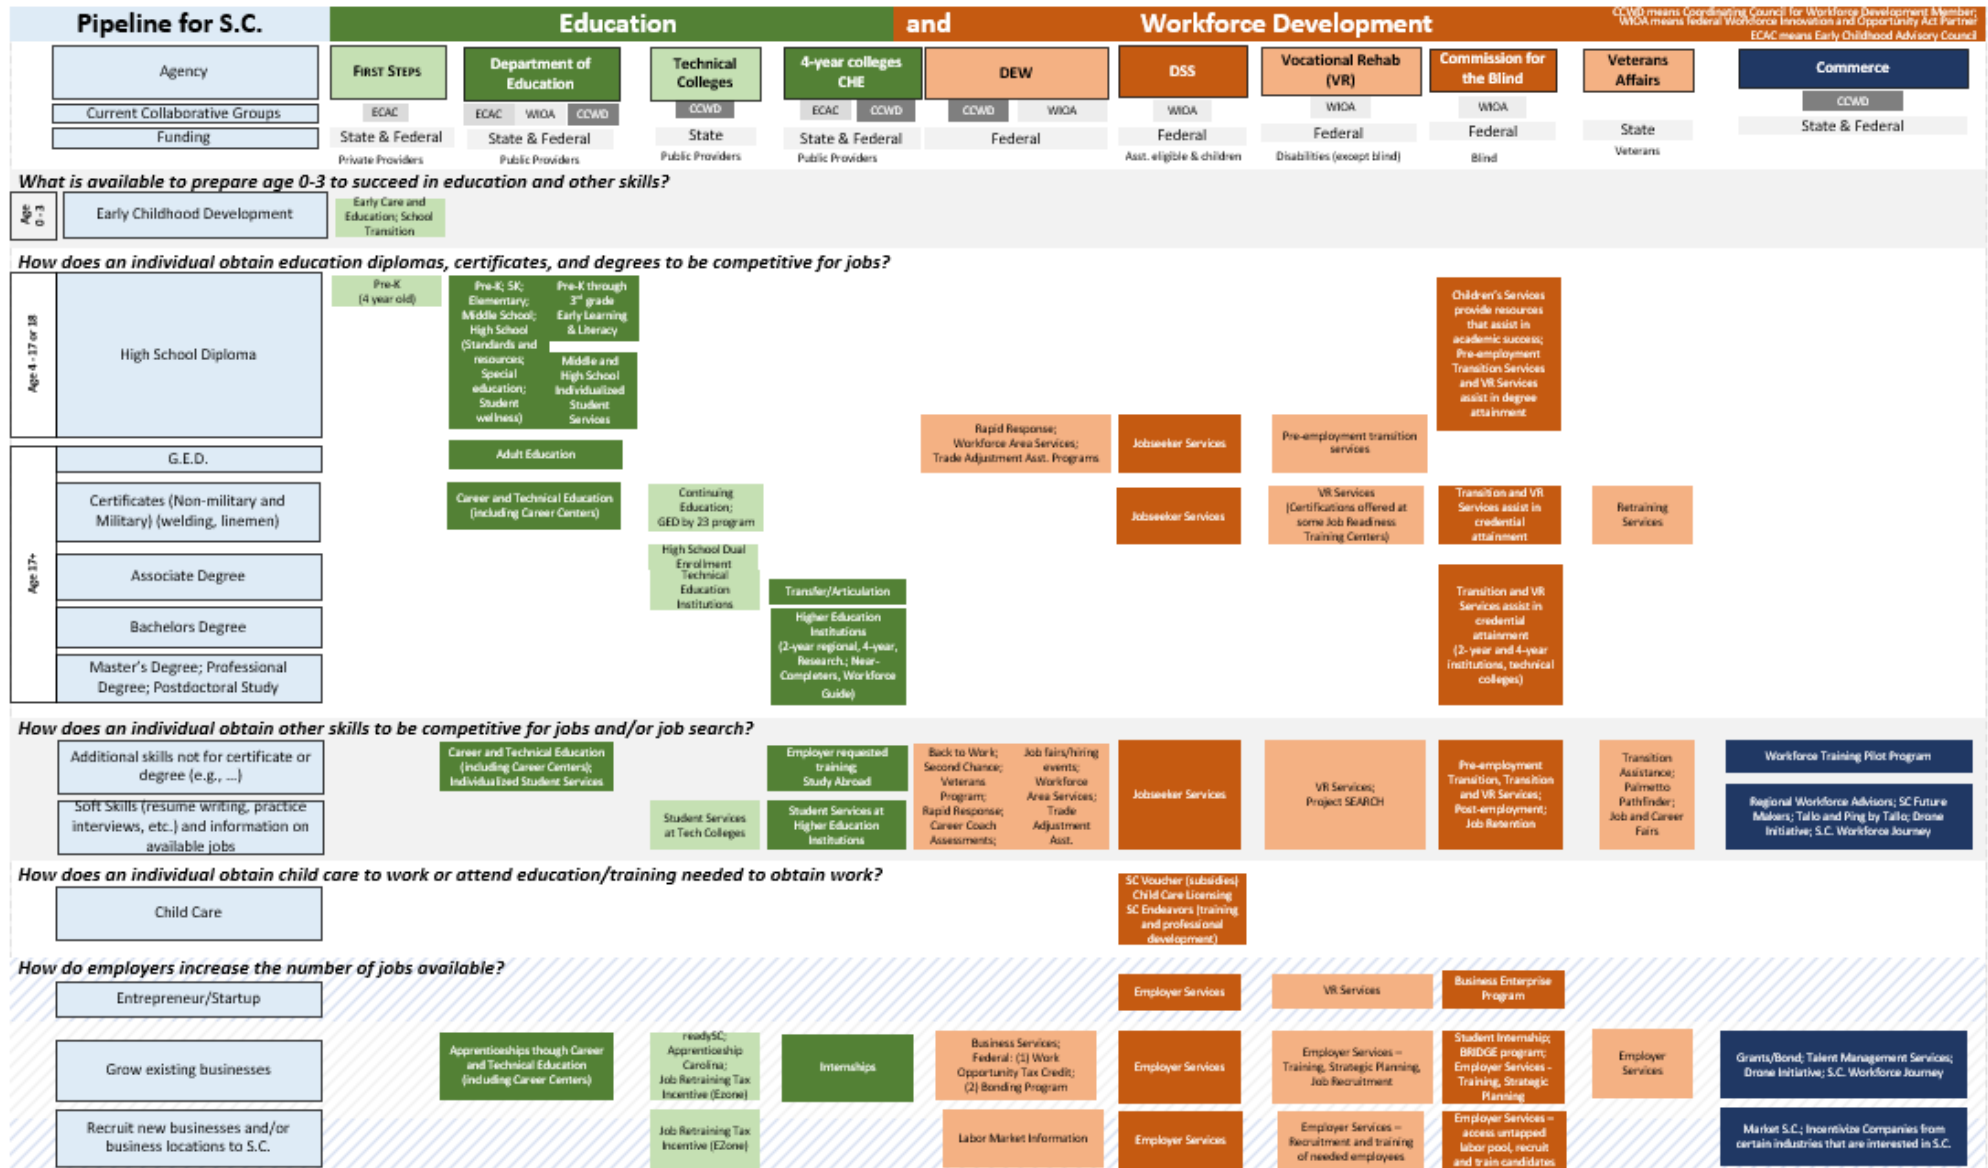 Pipeline for S.C.
Education
and
Workforce Development
CCWD means Coordinating Council for Workforce Development Member;
WIOA means federal Workforce Innovation and Opportunity Act Partner
ECAC means Early Childhood Advisory Council
Agency
FIRST STEPS
Department of
Education
Technical
Colleges
4-year colleges
CHE
DEW
DSS
Vocational Rehab
(VR)
Commission for
the Blind
Veterans
Affairs
Commerce
Current Collaborative Groups
ECAC
ECAC WIOA CCWD
CCWD
ECAC CCWD
CCWD WIOA
WIOA
WIOA
WIOA
CCWD
Funding
State & Federal
State & Federal
State
State & Federal
Federal
Federal
Federal
Federal
State
State & Federal
Private Providers
Public Providers
Public Providers
Public Providers
Asst. eligible & children
Disabilities (except blind)
Blind
Veterans
What is available to prepare age 0-3 to succeed in education and other skills?
Age
0 - 3
Early Childhood Development
Early Care and
Education; School
Transition
How does an individual obtain education diplomas, certificates, and degrees to be competitive for jobs?
Age 4 - 17 or 18
High School Diploma
Pre-K
(4 year old)
Pre-K; 5K;
Elementary;
Middle School;
High School
(Standards and
resources;
Special
education;
Student
wellness)
Pre-K through
3rd grade
Early Learning
& Literacy
Middle and
High School
Individualized
Student
Services
Children's Services
provide resources
that assist in
academic success;
Pre-employment
Transition Services
and VR Services
assist in degree
attainment
Rapid Response;
Workforce Area Services;
Trade Adjustment Asst. Programs
Jobseeker Services
Pre-employment transition
services
Age 17+
G.E.D.
Adult Education
Certificates (Non-military and
Military) (welding, linemen)
Career and Technical Education
(including Career Centers)
Continuing
Education;
GED by 23 program
Jobseeker Services
VR Services
(Certifications offered at
some Job Readiness
Training Centers)
Transition and VR
Services assist in
credential
attainment
Retraining
Services
Associate Degree
High School Dual
Enrollment
Technical
Education
Institutions
Transfer/Articulation
Bachelors Degree
Higher Education
Institutions
(2-year regional, 4-year,
Research.; Near-
Completers, Workforce
Guide)
Transition and VR
Services assist in
credential
attainment
(2- year and 4-year
institutions, technical
colleges)
Master's Degree; Professional
Degree; Postdoctoral Study
How does an individual obtain other skills to be competitive for jobs and/or job search?
Additional skills not for certificate or
degree (e.g., ...)
Career and Technical Education
(including Career Centers);
Individualized Student Services
Employer requested
training;
Study Abroad
Back to Work;
Second Chance;
Veterans
Program;
Rapid Response;
Career Coach
Assessments;
Job fairs/hiring
events;
Workforce
Area Services;
Trade
Adjustment
Asst.
Jobseeker Services
VR Services;
Project SEARCH
Pre-employment
Transition, Transition
and VR Services;
Post-employment;
Job Retention
Transition
Assistance;
Palmetto
Pathfinder;
Job and Career
Fairs
Workforce Training Pilot Program
Soft Skills (resume writing, practice
interviews, etc.) and information on
available jobs
Student Services
at Tech Colleges
Student Services at
Higher Education
Institutions
Regional Workforce Advisors; SC Future
Makers; Tallo and Ping by Tallo; Drone
Initiative; S.C. Workforce Journey
How does an individual obtain child care to work or attend education/training needed to obtain work?
Child Care
SC Voucher (subsidies)
Child Care Licensing
SC Endeavors (training
and professional
development)
How do employers increase the number of jobs available?
Entrepreneur/Startup
Employer Services
VR Services
Business Enterprise
Program
Grow existing businesses
Apprenticeships though Career
and Technical Education
(including Career Centers)
readySC;
Apprenticeship
Carolina;
Job Retraining Tax
Incentive (Ezone)
Internships
Business Services;
Federal: (1) Work
Opportunity Tax Credit;
(2) Bonding Program
Employer Services
Employer Services –
Training, Strategic Planning,
Job Recruitment
Student Internship;
BRIDGE program;
Employer Services -
Training, Strategic
Planning
Employer
Services
Grants/Bond; Talent Management Services;
Drone Initiative; S.C. Workforce Journey
Recruit new businesses and/or
business locations to S.C.
Job Retraining Tax
Incentive (EZone)
Labor Market Information
Employer Services
Employer Services –
Recruitment and training
of needed employees
Employer Services –
access untapped
labor pool, recruit
and train candidates
Market S.C.; Incentivize Companies from
certain industries that are interested in S.C.